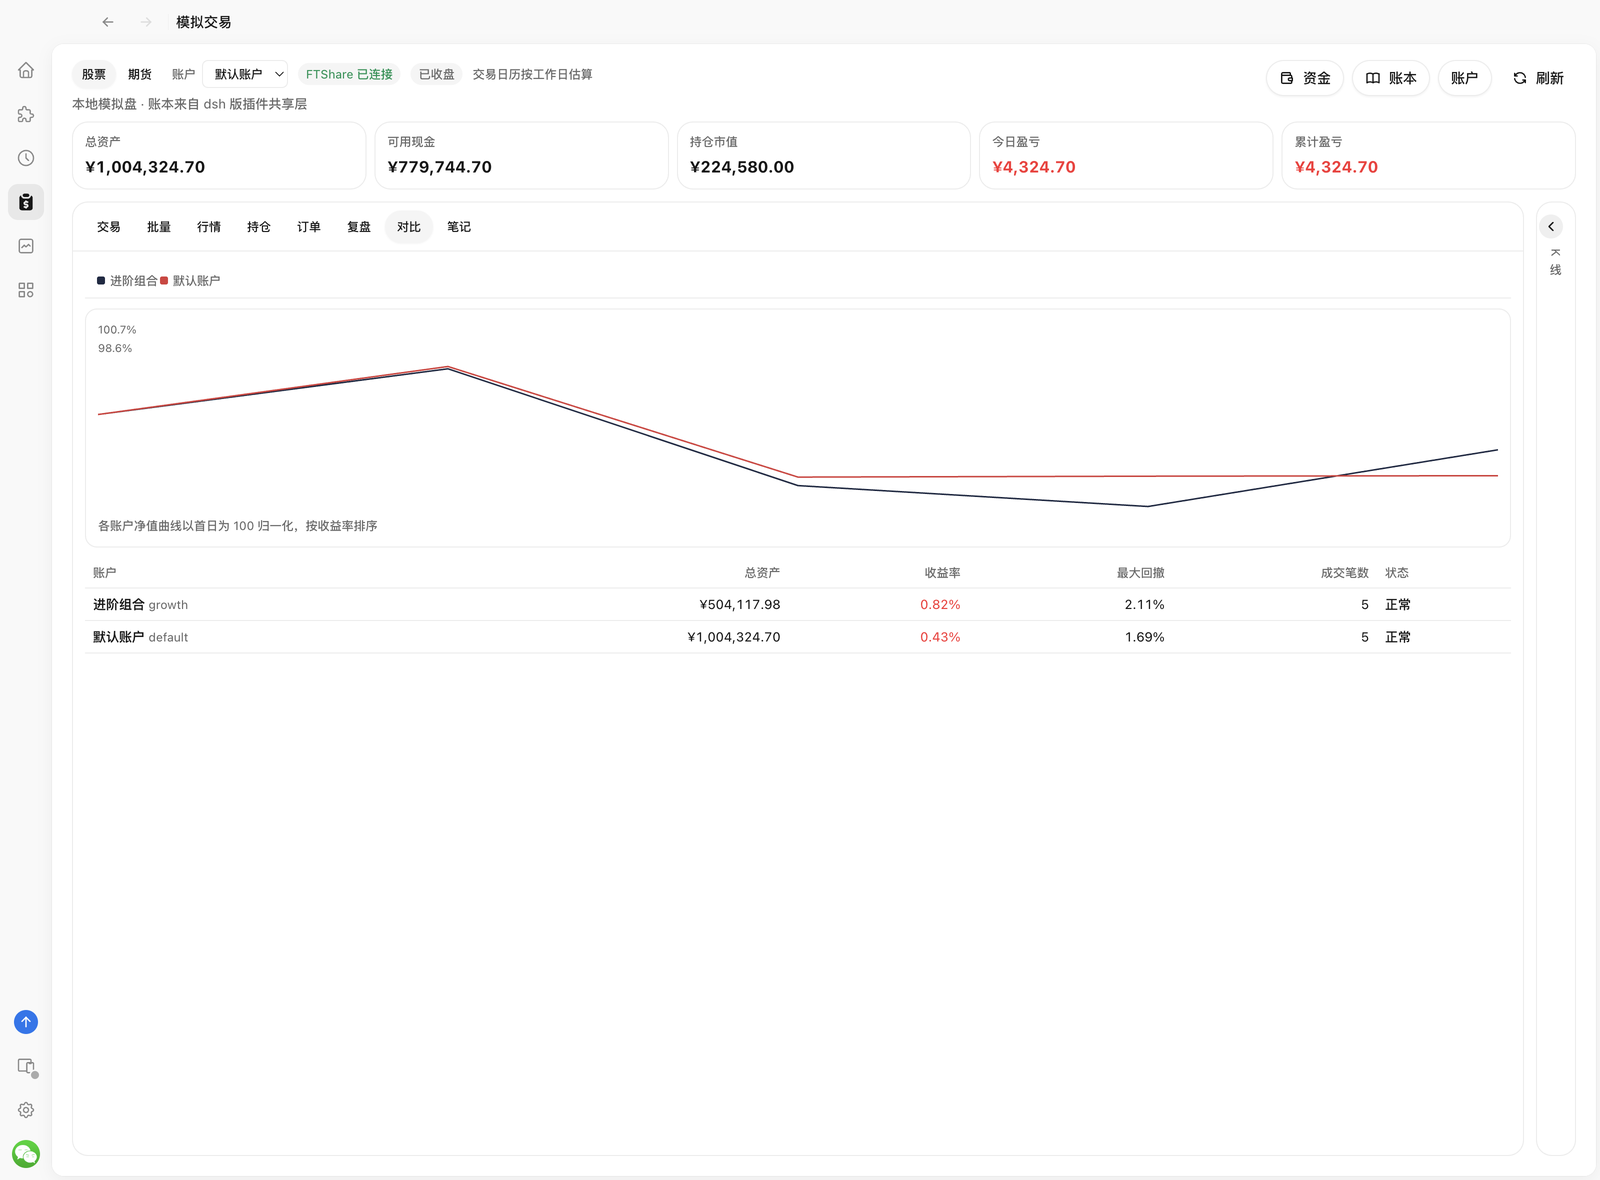 模拟交易
股票 期货 账户 默认账户 FTShare 已连接 已收盘 交易日历按工作日估算 资金 账本 账户 刷新
本地模拟盘 · 账本来自 dsh 版插件共享层
总资产 可用现金 持仓市值 今日盈亏 累计盈亏
¥1,004,324.70 ¥779,744.70 ¥224,580.00 ¥4,324.70 ¥4,324.70
交易 批量 行情 持仓 订单 复盘 对比 笔记
K线
进阶组合 默认账户
100.7%
98.6%
各账户净值曲线以首日为 100 归一化，按收益率排序
账户 总资产 收益率 最大回撤 成交笔数 状态
进阶组合 growth ¥504,117.98 0.82% 2.11% 5 正常
默认账户 default ¥1,004,324.70 0.43% 1.69% 5 正常